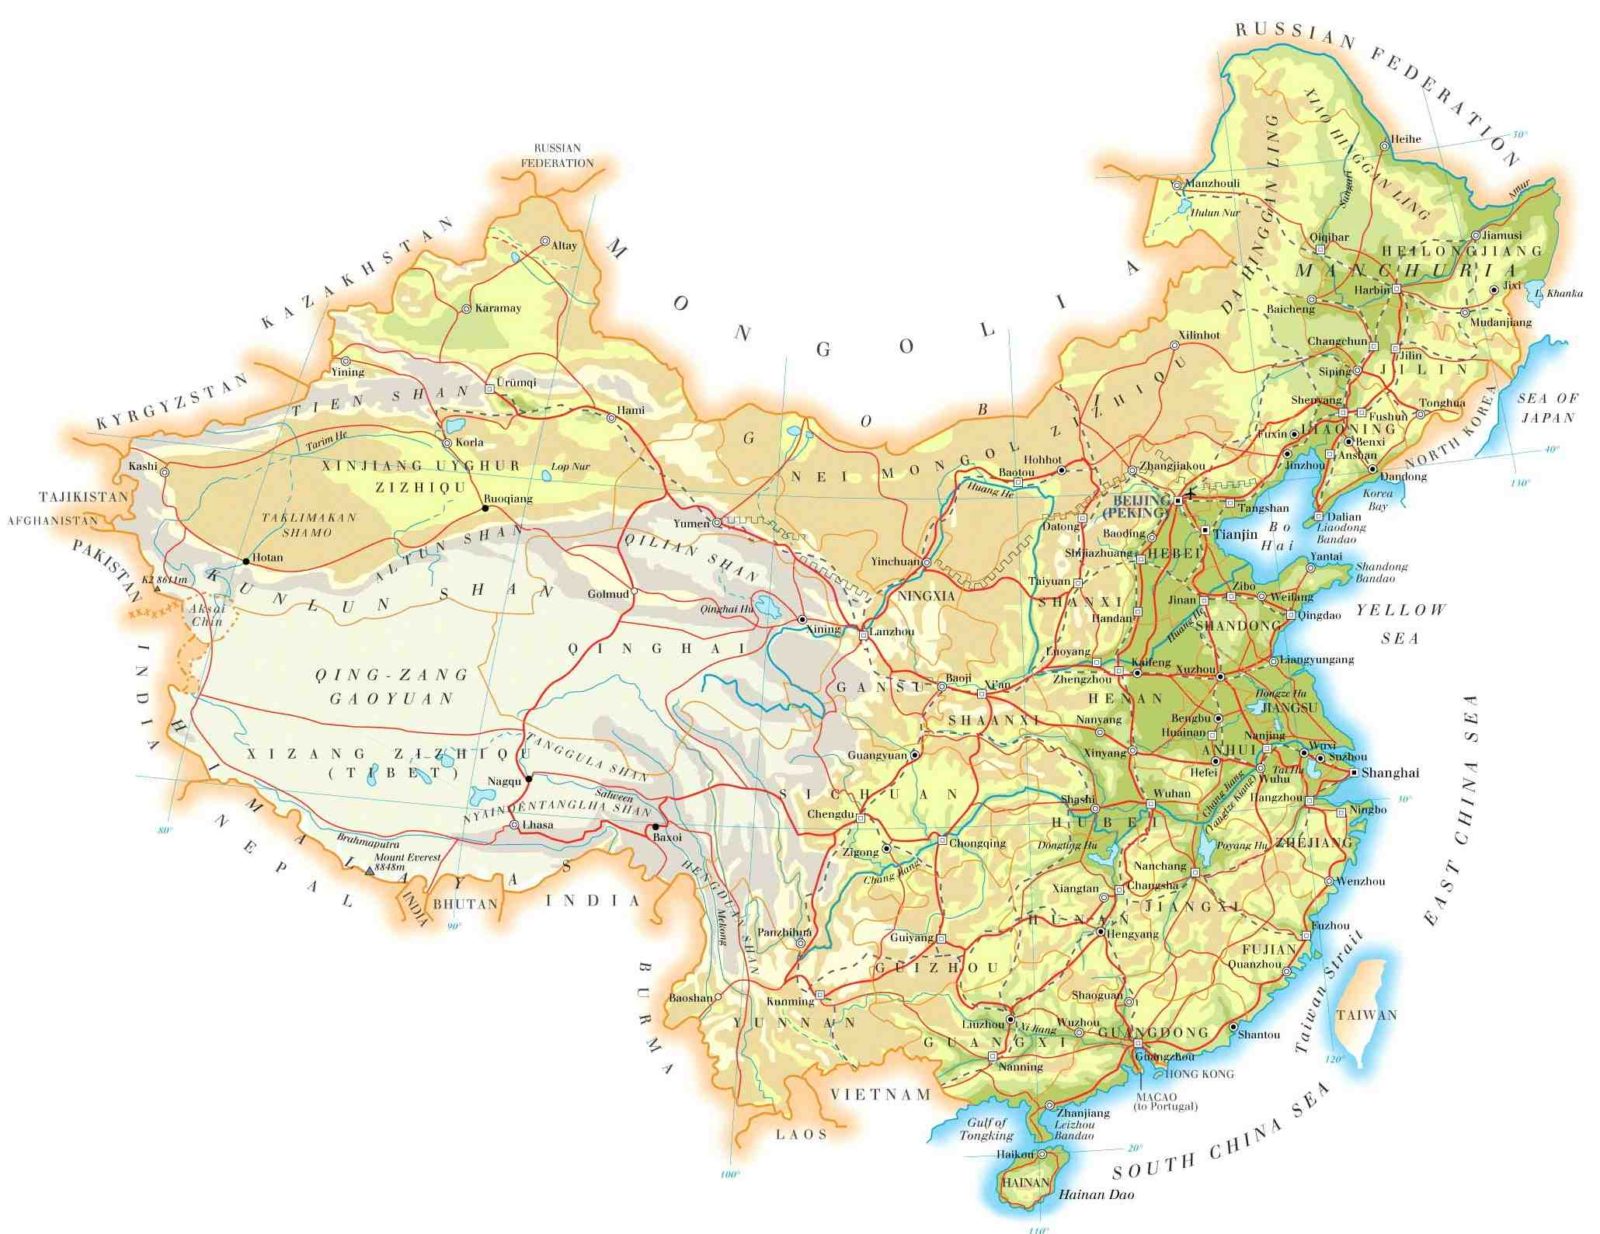 RUSSIAN FEDERATION
50°
XIAO HINGGAN LING
Heihe
RUSSIAN
FEDERATION
DA HINGGAN LING
Sungari
Amur
Manzhouli
Hulun Nur
KAZAKHSTAN
MONGOLIA
Altay
Qiqihar
Jiamusi
HEILONGJIANG
MANCHURIA
Harbin
Jixi
L. Khanka
Karamay
Baicheng
Mudanjiang
Xilinhot
Changchun
Jilin
Yining
Ürümqi
Siping
JILIN
KYRGYZSTAN
TIEN SHAN
Hami
GOB
NEI MONGOL ZIZHIQU
Shenyang
Fushun
Tonghua
SEA OF
JAPAN
Tarim He
Korla
Fuxin
LIAONING
Benxi
NORTH KOREA
40°
130°
Kashi
XINJIANG UYGHUR
ZIZHIQU
Lop Nur
Hohhot
Baotou
Zhangjiakou
Jinzhou
Anshan
Dandong
TAJIKISTAN
Ruoqiang
Huang He
BEIJING
(PEKING)
Tangshan
Korea
Bay
AFGHANISTAN
TAKLIMAKAN
SHAMO
Yumen
Datong
Dalian
Liaodong
Bandao
Baoding
Tianjin
Bo
Hai
PAKISTAN
Hotan
ALTUN SHAN
QILIAN SHAN
Yinchuan
Shijiazhuang
HEBEI
Yantai
Shandong
Bandao
K2 8611m
KUNLUN SHAN
Golmud
Qinghai Hu
NINGXIA
Taiyuan
SHANXI
Zibo
Weifang
Jinan
Aksai
Chin
Xining
Lanzhou
Handan
Huang He
SHANDONG
Qingdao
YELLOW
SEA
INDIA
QINGHAI
Luoyang
Kaifeng
Xuzhou
Liangyungang
QING-ZANG
GAOYUAN
GANSU
Baoji
Xi'an
Zhengzhou
HENAN
Hongze Hu
JIANGSU
SHAANXI
Nanyang
Bengbu
Huainan
Nanjing
XIZANG ZIZHIQU
(TIBET)
TANGGULA SHAN
Guangyuan
Xinyang
ANHUI
Wuxi
Suzhou
Nagqu
Hefei
Tai Hu
Wuhu
Shanghai
EAST CHINA SEA
Salween
SICHUAN
Chang Jiang
(Yangtze Kiang)
NYAINQENTANGLHA SHAN
Shashi
Wuhan
Hangzhou
30°
HIMALAYAS
80°
Lhasa
Baxoi
Chengdu
HUBEI
Ningbo
NEPAL
Brahmaputra
Zigong
Chongqing
Dongting Hu
Poyang Hu
ZHEJIANG
Mount Everest
8848m
Chang Jiang
Nanchang
HENGDUAN SHAN
Xiangtan
Changsha
Wenzhou
INDIA
BHUTAN
INDIA
Mekong
JIANGXI
HUNAN
90°
Panzhihua
Guiyang
Hengyang
Fuzhou
GUIZHOU
FUJIAN
Quanzhou
Taiwan Strait
BURMA
Baoshan
Kunming
Shaoguan
YUNNAN
Liuzhou
Xi Jiang
Wuzhou
GUANGDONG
Shantou
TAIWAN
GUANGXI
Guangzhou
120°
Nanning
HONG KONG
VIETNAM
MACAO
(to Portugal)
Zhanjiang
Leizhou
Bandao
Gulf of
Tongking
LAOS
SOUTH CHINA SEA
Haikou
20°
100°
HAINAN
Hainan Dao
110°